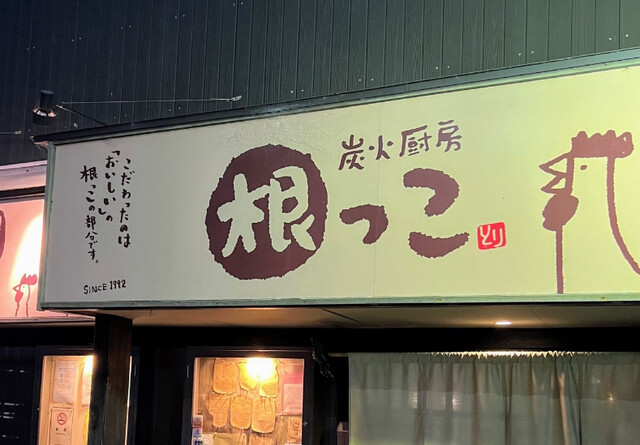 こだわったのは
「おいしい」の
根っこの部分です。
SINCE 1992
炭火厨房
根っこ
とり